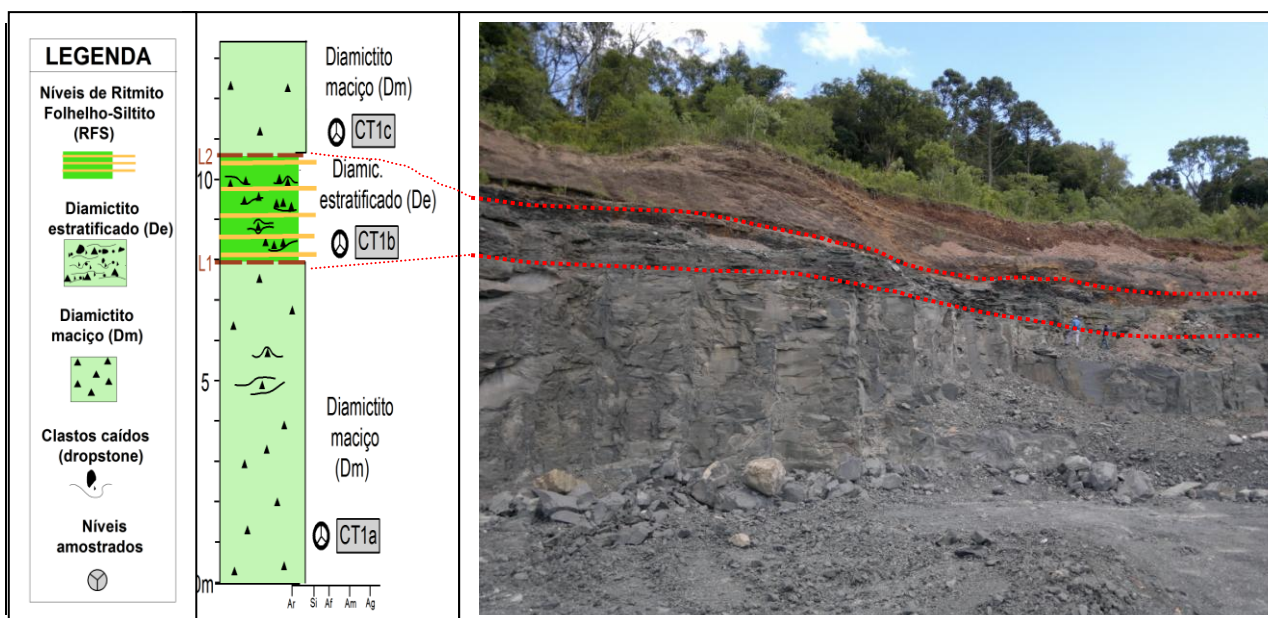 LEGENDA
Níveis de Ritmito
Folhelho-Siltito
(RFS)
Diamictito
estratificado (De)
Diamictito
maciço (Dm)
Clastos caídos
(dropstone)
Níveis
amostrados
Diamictito
maciço (Dm)
CT1c
L2
10
Diamic.
estratificado (De)
CT1b
L1
5
Diamictito
maciço
(Dm)
CT1a
0m
Ar Si Af Am Ag